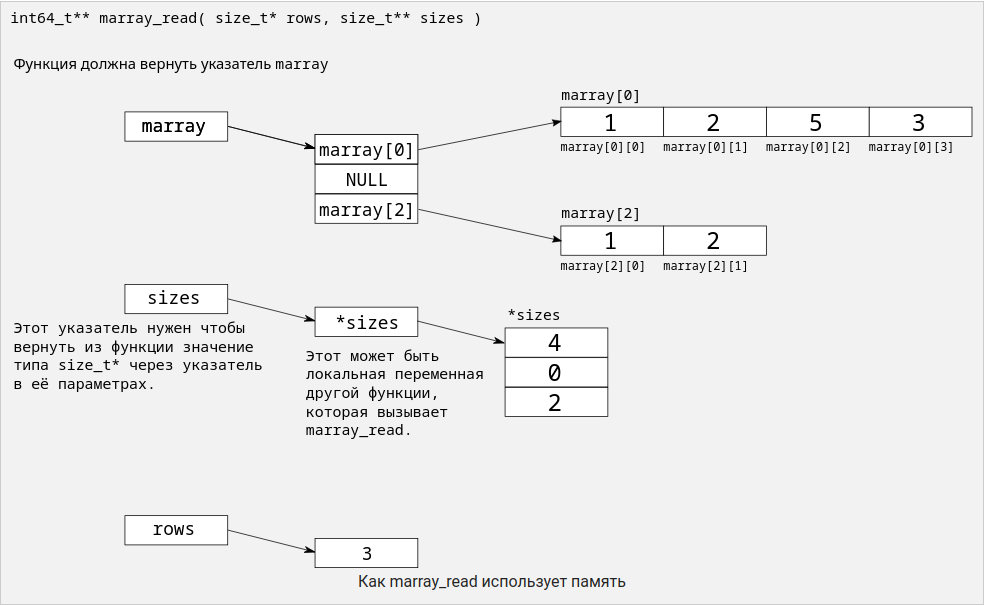 int64_t** marray_read( size_t* rows, size_t** sizes )
Функция должна вернуть указатель marray
marray
marray[0]
NULL
marray[2]
marray[0]
1 2 5 3
marray[0][0] marray[0][1] marray[0][2] marray[0][3]
marray[2]
1 2
marray[2][0] marray[2][1]
sizes
Этот указатель нужен чтобы
вернуть из функции значение
типа size_t* через указатель
в её параметрах.
*sizes
Этот может быть
локальная переменная
другой функции,
которая вызывает
marray_read.
*sizes
4
0
2
rows
3
Как marray_read использует память